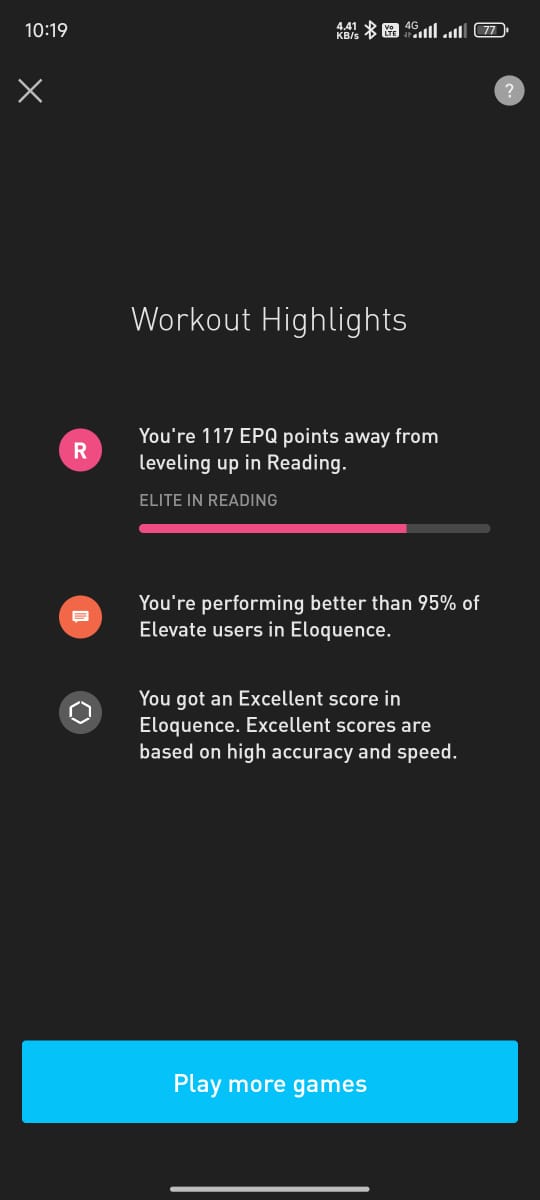 10:19
4.41
KB/s
Vo
LTE
4G
77
?
Workout Highlights
R
You're 117 EPQ points away from
leveling up in Reading.
ELITE IN READING
You're performing better than 95% of
Elevate users in Eloquence.
You got an Excellent score in
Eloquence. Excellent scores are
based on high accuracy and speed.
Play more games